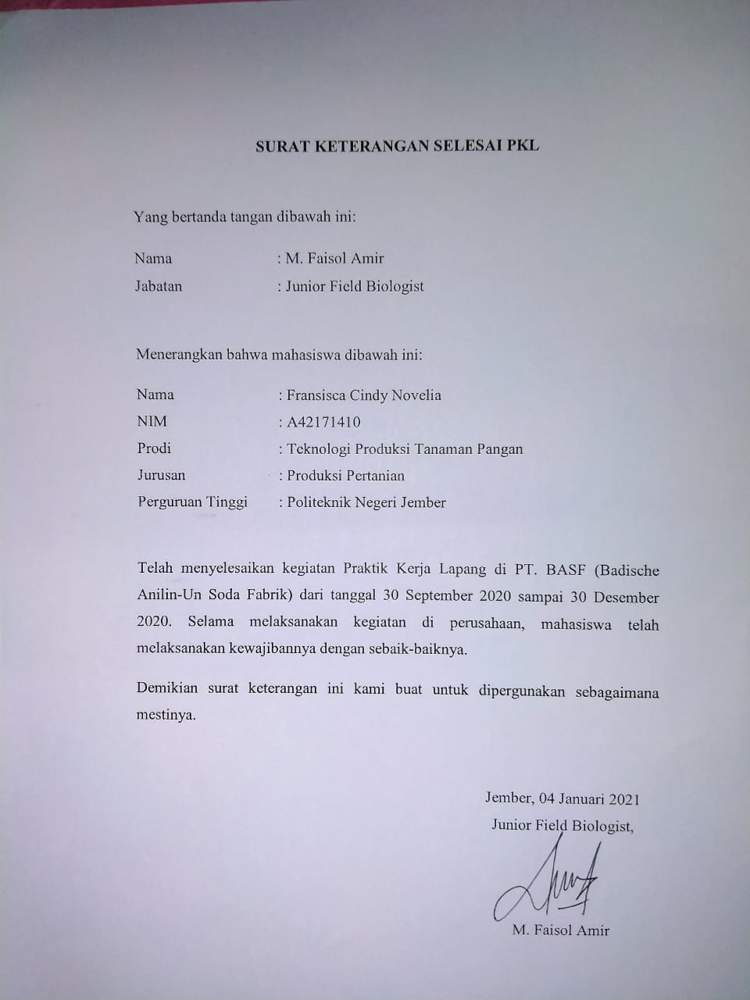 SURAT KETERANGAN SELESAI PKL
Yang bertanda tangan dibawah ini:
Nama : M. Faisol Amir
Jabatan : Junior Field Biologist
Menerangkan bahwa mahasiswa dibawah ini:
Nama : Fransisca Cindy Novelia
NIM : A42171410
Prodi : Teknologi Produksi Tanaman Pangan
Jurusan : Produksi Pertanian
Perguruan Tinggi : Politeknik Negeri Jember
Telah menyelesaikan kegiatan Praktik Kerja Lapang di PT. BASF (Badische
Anilin-Un Soda Fabrik) dari tanggal 30 September 2020 sampai 30 Desember
2020. Selama melaksanakan kegiatan di perusahaan, mahasiswa telah
melaksanakan kewajibannya dengan sebaik-baiknya.
Demikian surat keterangan ini kami buat untuk dipergunakan sebagaimana
mestinya.
Jember, 04 Januari 2021
Junior Field Biologist,
M. Faisol Amir